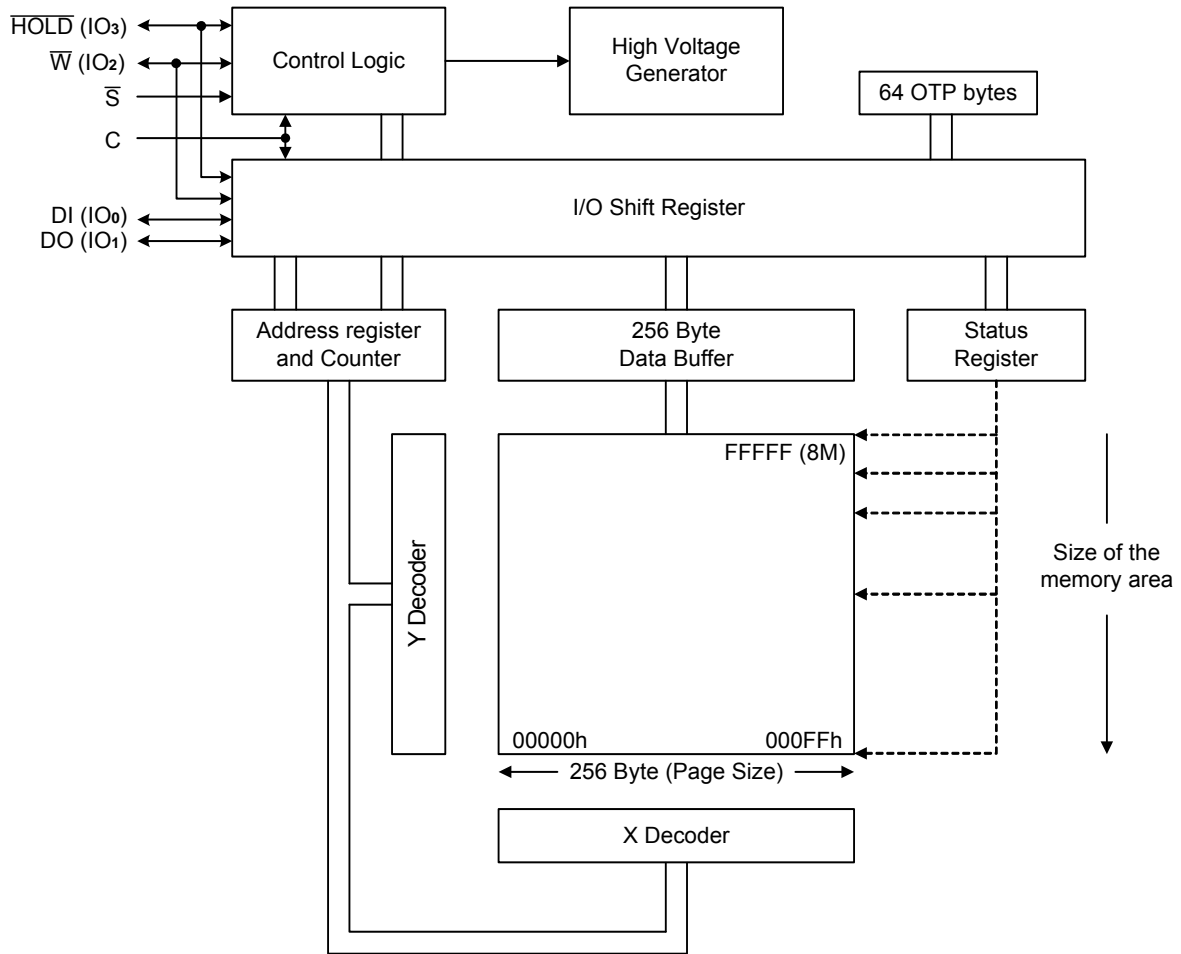 H̅O̅L̅D̅ (IO₃)
W̅ (IO₂)
S̅
C
DI (IO₀)
DO (IO₁)
Control Logic
High Voltage
Generator
64 OTP bytes
I/O Shift Register
Address register
and Counter
256 Byte
Data Buffer
Status
Register
Y Decoder
FFFFF (8M)
00000h
000FFh
256 Byte (Page Size)
Size of the
memory area
X Decoder